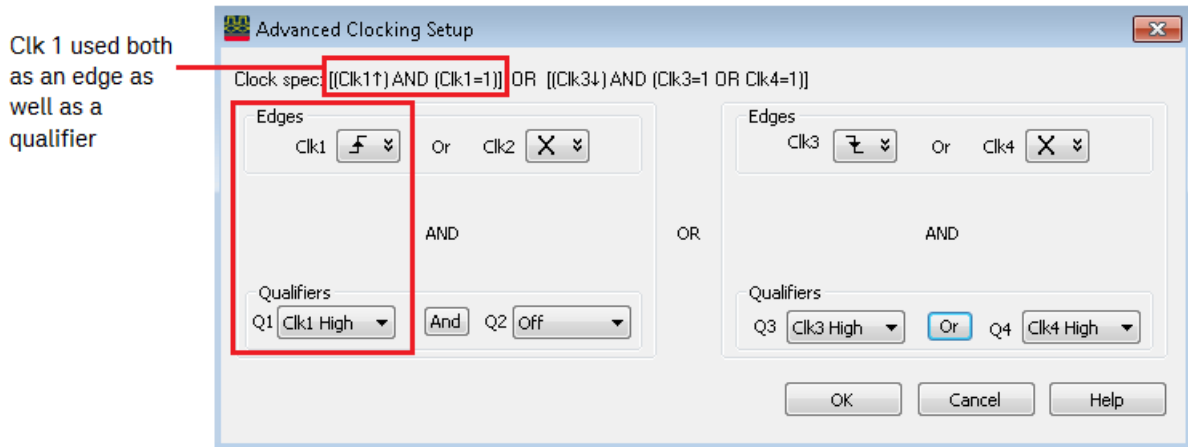 Clk 1 used both
as an edge as
well as a
qualifier
Advanced Clocking Setup
Clock spec: [(Clk1↑) AND (Clk1=1)] OR [(Clk3↓) AND (Clk3=1 OR Clk4=1)]
Edges
Clk1 Or Clk2 X
Edges
Clk3 Or Clk4 X
AND
OR
AND
Qualifiers
Q1 Clk1 High And Q2 Off
Qualifiers
Q3 Clk3 High Or Q4 Clk4 High
OK Cancel Help